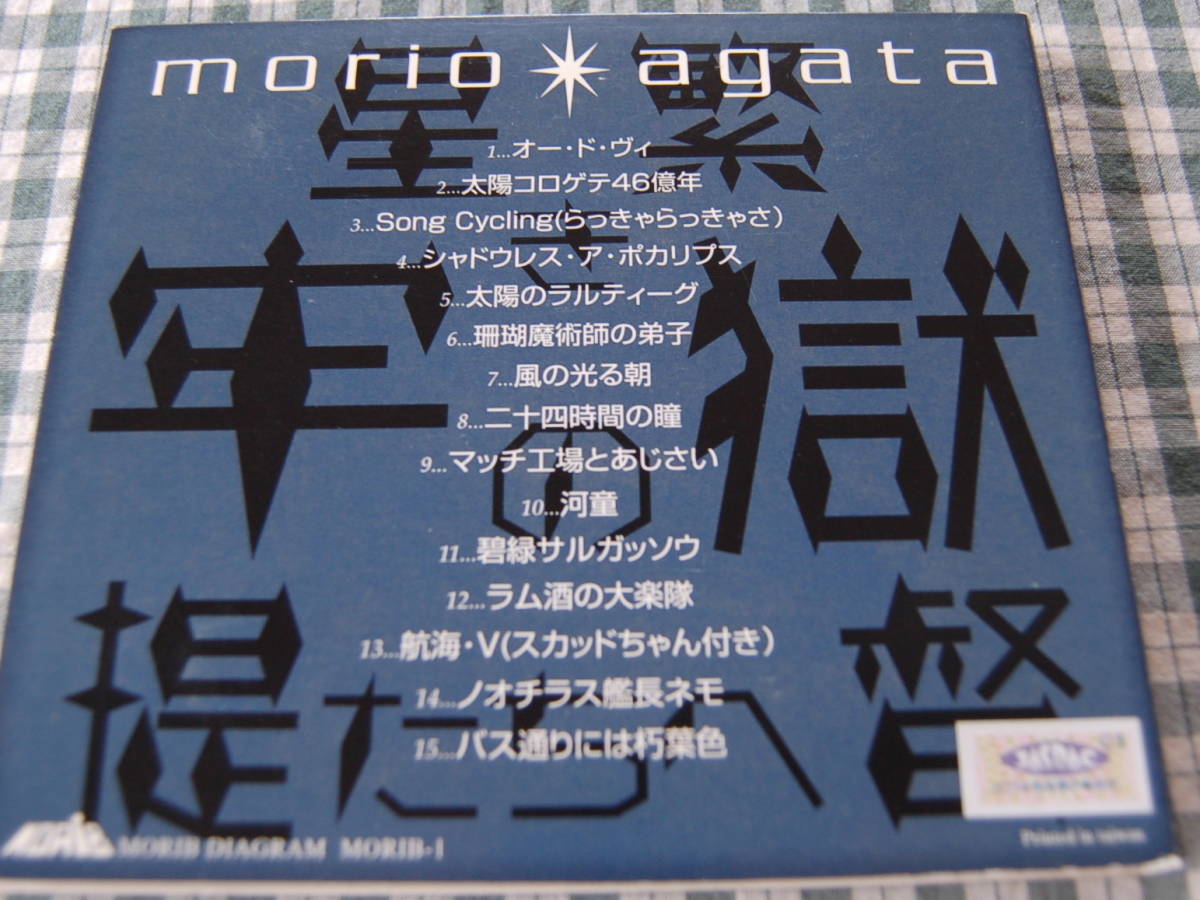 morio agata
星繁き
牢の獄
提督たちへ
1...オー・ド・ヴィ
2...太陽コロゲテ46億年
3...Song Cycling(らっきゃらっきゃさ)
4...シャドウレス・ア・ポカリプス
5...太陽のラルティーグ
6...珊瑚魔術師の弟子
7...風の光る朝
8...二十四時間の瞳
9...マッチ工場とあじさい
10...河童
11...碧緑サルガッソウ
12...ラム酒の大楽隊
13...航海・V(スカッドちゃん付き)
14...ノオチラス艦長ネモ
15...バス通りには朽葉色
MORIB DIAGRAM MORIB-1
Printed in taiwan